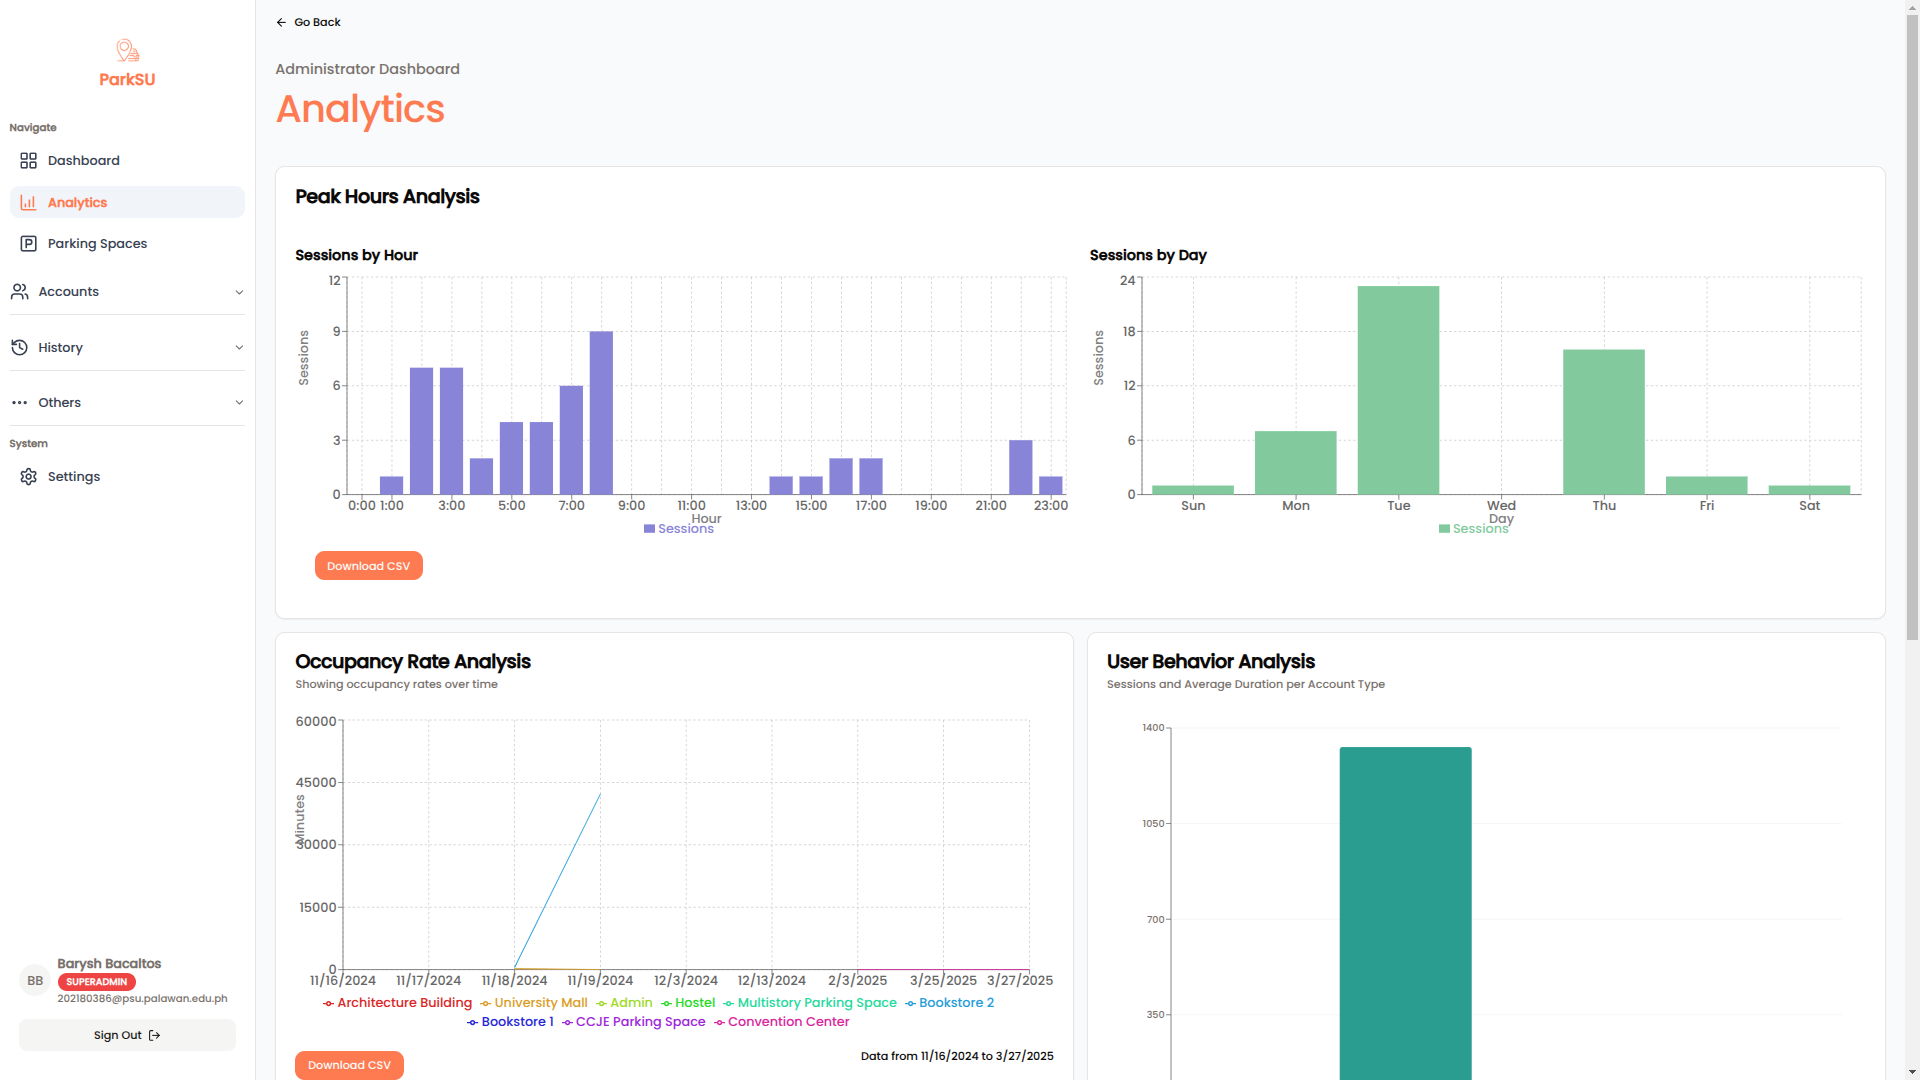 Go Back
Administrator Dashboard
Analytics
ParkSU
Navigate
Dashboard
Analytics
Parking Spaces
Accounts
History
Others
System
Settings
Barysh Bacaltos
BB
SUPERADMIN
202180386@psu.palawan.edu.ph
Sign Out
Peak Hours Analysis
Sessions by Hour
12
9
6
3
0
Sessions
0:00 1:00 3:00 5:00 7:00 9:00 11:00 13:00 15:00 17:00 19:00 21:00 23:00
Hour
Sessions
Download CSV
Sessions by Day
24
18
12
6
0
Sessions
Sun Mon Tue Wed Thu Fri Sat
Day
Sessions
Occupancy Rate Analysis
Showing occupancy rates over time
60000
45000
30000
15000
0
Minutes
11/16/2024 11/17/2024 11/18/2024 11/19/2024 12/3/2024 12/13/2024 2/3/2025 3/25/2025 3/27/2025
Architecture Building University Mall Admin Hostel Multistory Parking Space Bookstore 2
Bookstore 1 CCJE Parking Space Convention Center
Data from 11/16/2024 to 3/27/2025
Download CSV
User Behavior Analysis
Sessions and Average Duration per Account Type
1400
1050
700
350